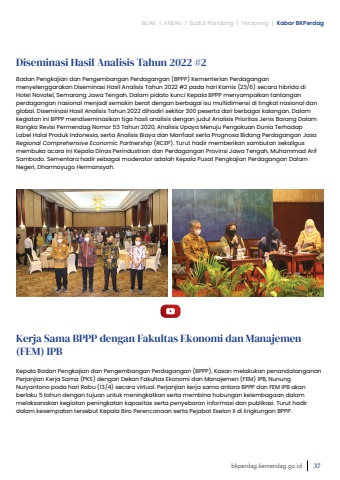 BIJAK | ANDAL | Sudut Pandang | Teropong | Kabar BKPerdag
Diseminasi Hasil Analisis Tahun 2022 #2
Badan Pengkajian dan Pengembangan Perdagangan (BPPP) Kementerian Perdagangan
menyelenggarakan Diseminasi Hasil Analisis Tahun 2022 #2 pada hari Kamis (23/6) secara hibrida di
Hotel Novotel, Semarang Jawa Tengah. Dalam pidato kunci Kepala BPPP menyampaikan tantangan
perdagangan nasional menjadi semakin berat dengan berbagai isu multidimensi di tingkat nasional dan
global. Diseminasi Hasil Analisis Tahun 2022 dihadiri sekitar 300 peserta dari berbagai kalangan. Dalam
kegiatan ini BPPP mendiseminasikan tiga hasil analisis dengan judul Analisis Prioritas Jenis Barang Dalam
Rangka Revisi Permendag Nomor 53 Tahun 2020, Analisis Upaya Menuju Pengakuan Dunia Terhadap
Label Halal Produk Indonesia, serta Analisis Biaya dan Manfaat serta Prognosa Bidang Perdagangan Jasa
Regional Comprehensive Economic Partnership (RCEP). Turut hadir memberikan sambutan sekaligus
membuka acara ini Kepala Dinas Perindustrian dan Perdagangan Provinsi Jawa Tengah, Muhammad Arif
Sambodo. Sementara hadir sebagai moderator adalah Kepala Pusat Pengkajian Perdagangan Dalam
Negeri, Dharmayugo Hermansyah.
Kerja Sama BPPP dengan Fakultas Ekonomi dan Manajemen
(FEM) IPB
Kepala Badan Pengkajian dan Pengembangan Perdagangan (BPPP), Kasan melakukan penandatanganan
Perjanjian Kerja Sama (PKS) dengan Dekan Fakultas Ekonomi dan Manajemen (FEM) IPB, Nunung
Nuryantono pada hari Rabu (13/4) secara virtual. Perjanjian kerja sama antara BPPP dan FEM IPB akan
berlaku 5 tahun dengan tujuan untuk meningkatkan serta membina hubungan kelembagaan dalam
melaksanakan kegiatan peningkatan kapasitas serta penyebaran informasi dan publikasi. Turut hadir
dalam kesempatan tersebut Kepala Biro Perencanaan serta Pejabat Eselon II di lingkungan BPPP.
bkperdag.kemendag.go.id | 37